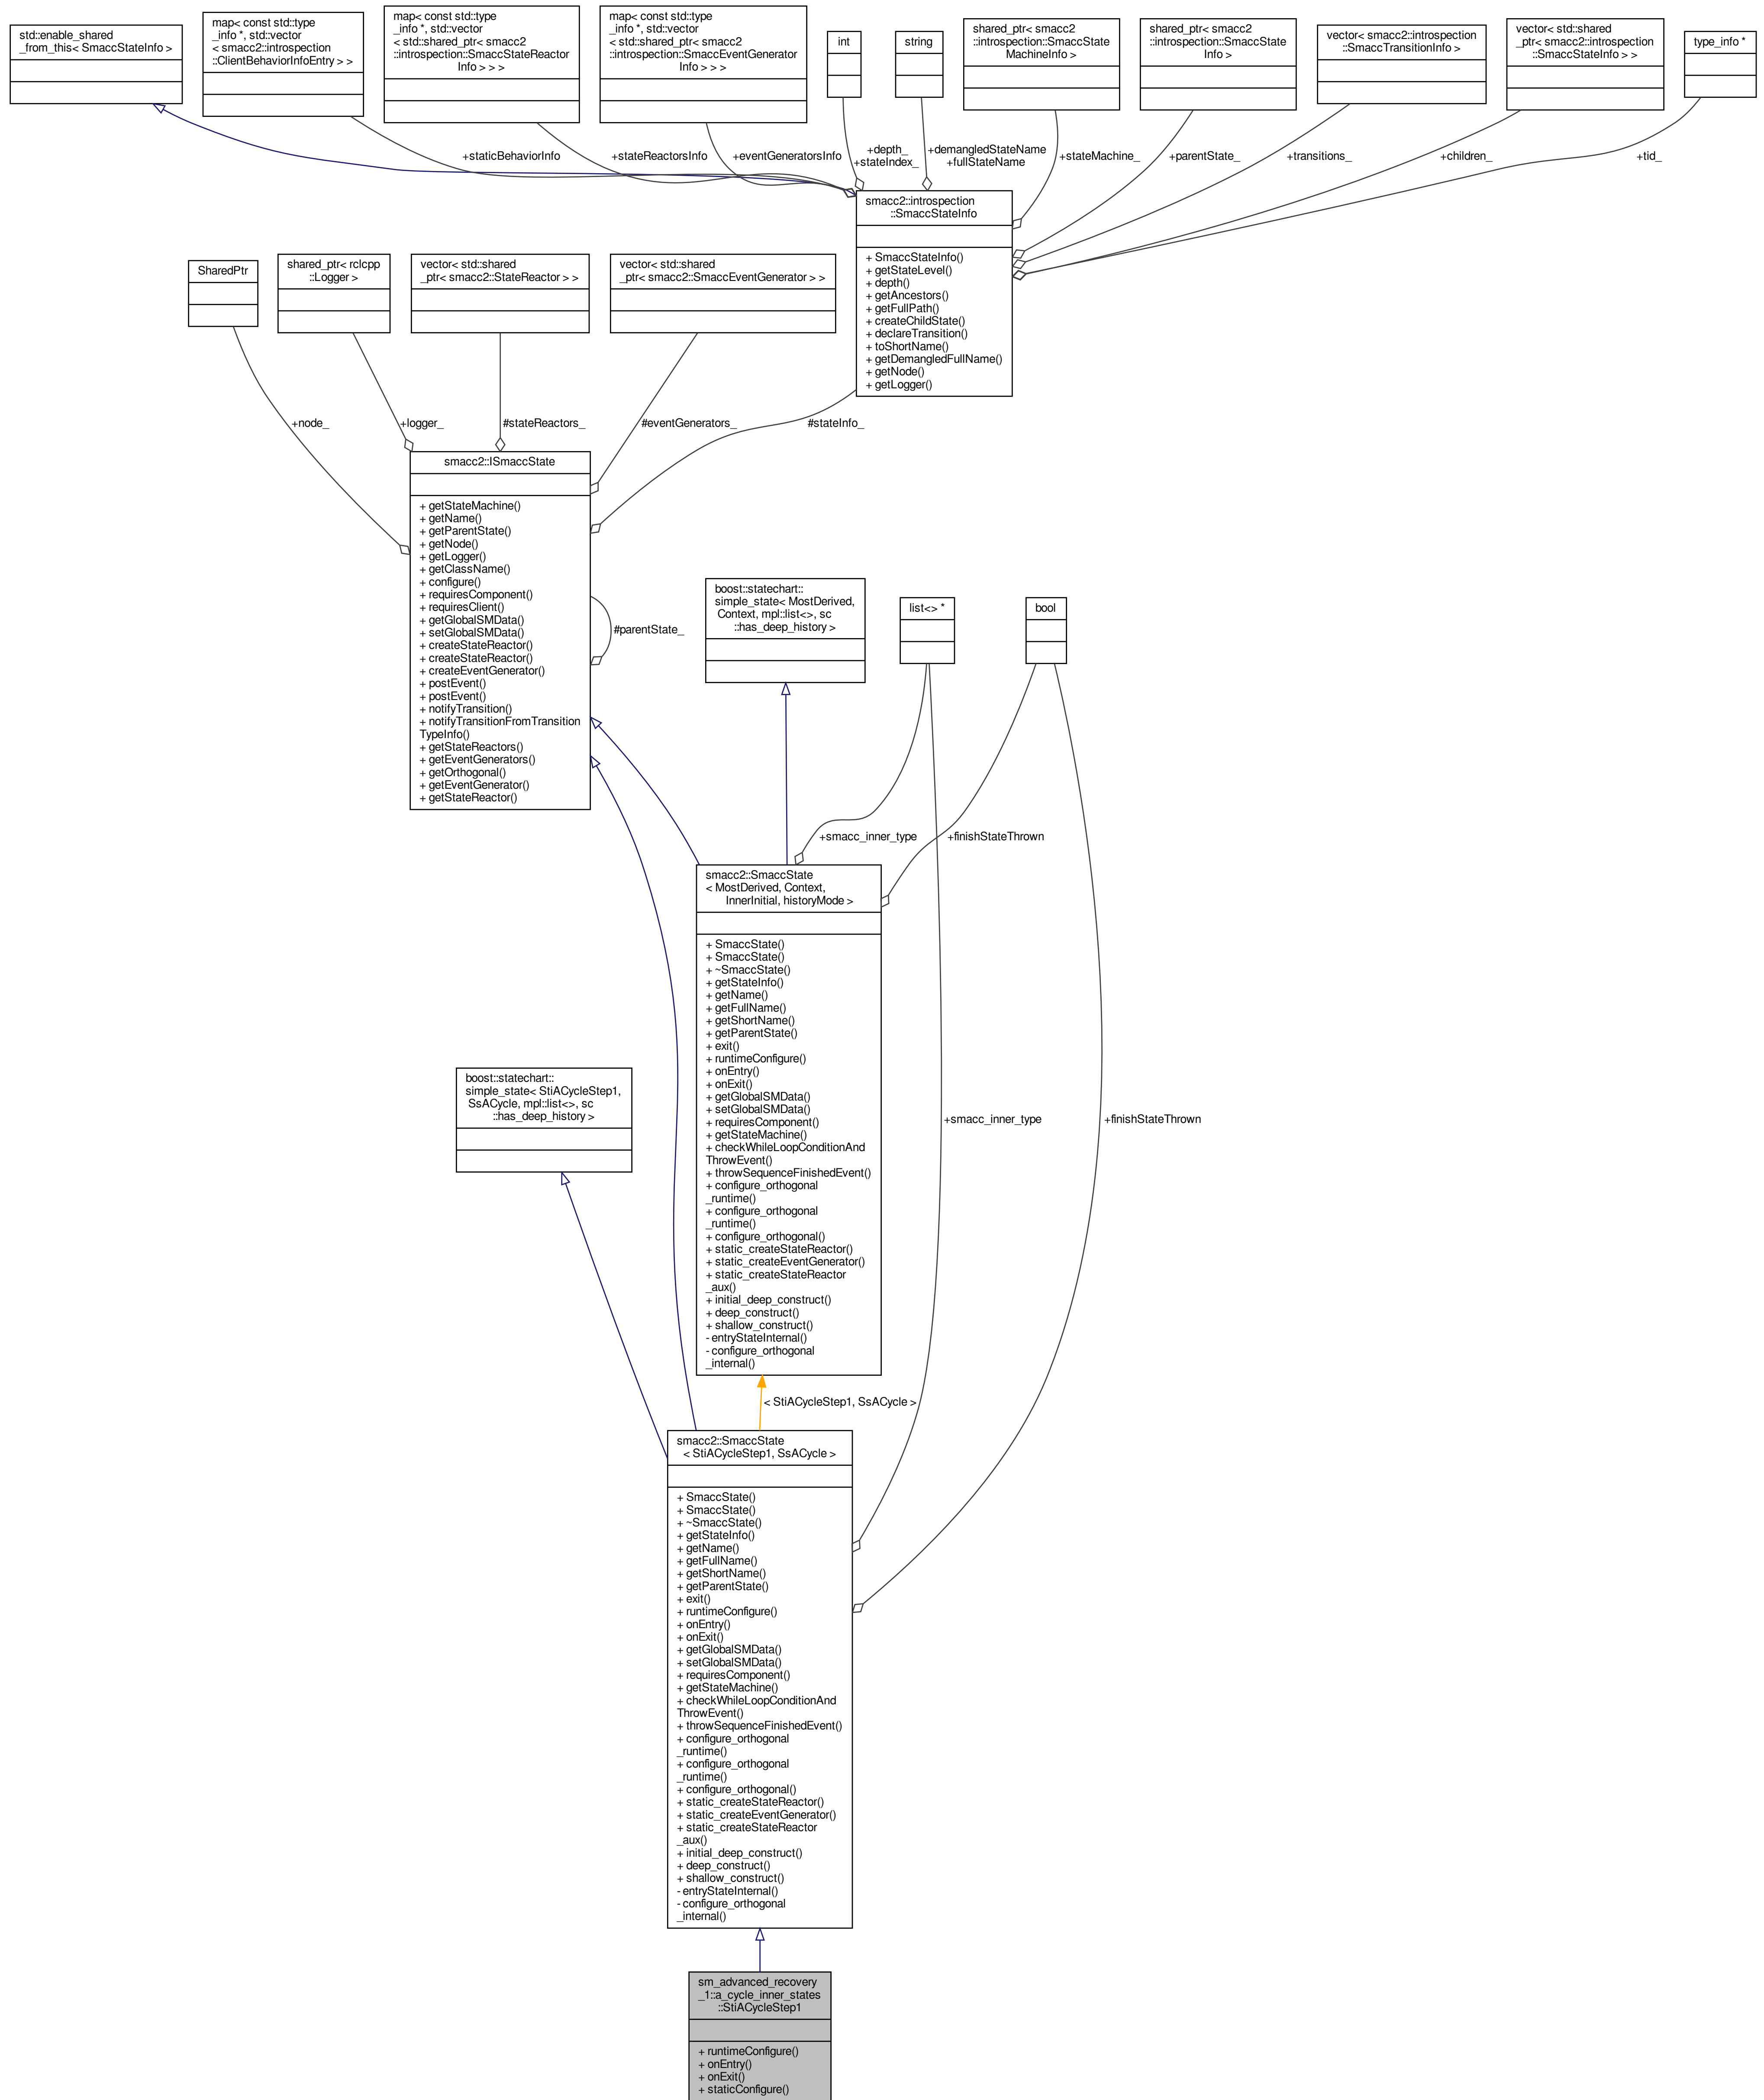 std::enable_shared
_from_this< SmaccStateInfo >
map< const std::type
_info *, std::vector
< smacc2::introspection
::ClientBehaviorInfoEntry > >
map< const std::type
_info *, std::vector
< std::shared_ptr< smacc2
::introspection::SmaccStateReactor
Info > > >
map< const std::type
_info *, std::vector
< std::shared_ptr< smacc2
::introspection::SmaccEventGenerator
Info > > >
int
string
shared_ptr< smacc2
::introspection::SmaccState
MachineInfo >
shared_ptr< smacc2
::introspection::SmaccState
Info >
vector< smacc2::introspection
::SmaccTransitionInfo >
vector< std::shared
_ptr< smacc2::introspection
::SmaccStateInfo > >
type_info *
+staticBehaviorInfo
+stateReactorsInfo
+eventGeneratorsInfo
+depth_
+stateIndex_
+demangledStateName
+fullStateName
+stateMachine_
+parentState_
+transitions_
+children_
+tid_
smacc2::introspection
::SmaccStateInfo
+ SmaccStateInfo()
+ getStateLevel()
+ depth()
+ getAncestors()
+ getFullPath()
+ createChildState()
+ declareTransition()
+ toShortName()
+ getDemangledFullName()
+ getNode()
+ getLogger()
SharedPtr
shared_ptr< rclcpp
::Logger >
vector< std::shared
_ptr< smacc2::StateReactor > >
vector< std::shared
_ptr< smacc2::SmaccEventGenerator > >
+node_
+logger_
#stateReactors_
#eventGenerators_
#stateInfo_
smacc2::ISmaccState
+ getStateMachine()
+ getName()
+ getParentState()
+ getNode()
+ getLogger()
+ getClassName()
+ configure()
+ requiresComponent()
+ requiresClient()
+ getGlobalSMData()
+ setGlobalSMData()
+ createStateReactor()
+ createStateReactor()
+ createEventGenerator()
+ postEvent()
+ postEvent()
+ notifyTransition()
+ notifyTransitionFromTransition
TypeInfo()
+ getStateReactors()
+ getEventGenerators()
+ getOrthogonal()
+ getEventGenerator()
+ getStateReactor()
#parentState_
boost::statechart::
simple_state< MostDerived,
Context, mpl::list<>, sc
::has_deep_history >
list<> *
bool
+smacc_inner_type
+finishStateThrown
smacc2::SmaccState
< MostDerived, Context,
InnerInitial, historyMode >
+ SmaccState()
+ SmaccState()
+ ~SmaccState()
+ getStateInfo()
+ getName()
+ getFullName()
+ getShortName()
+ getParentState()
+ exit()
+ runtimeConfigure()
+ onEntry()
+ onExit()
+ getGlobalSMData()
+ setGlobalSMData()
+ requiresComponent()
+ getStateMachine()
+ checkWhileLoopConditionAnd
ThrowEvent()
+ throwSequenceFinishedEvent()
+ configure_orthogonal
_runtime()
+ configure_orthogonal
_runtime()
+ configure_orthogonal()
+ static_createStateReactor()
+ static_createEventGenerator()
+ static_createStateReactor
_aux()
+ initial_deep_construct()
+ deep_construct()
+ shallow_construct()
- entryStateInternal()
- configure_orthogonal
_internal()
boost::statechart::
simple_state< StiACycleStep1,
SsACycle, mpl::list<>, sc
::has_deep_history >
+smacc_inner_type
+finishStateThrown
< StiACycleStep1, SsACycle >
smacc2::SmaccState
< StiACycleStep1, SsACycle >
+ SmaccState()
+ SmaccState()
+ ~SmaccState()
+ getStateInfo()
+ getName()
+ getFullName()
+ getShortName()
+ getParentState()
+ exit()
+ runtimeConfigure()
+ onEntry()
+ onExit()
+ getGlobalSMData()
+ setGlobalSMData()
+ requiresComponent()
+ getStateMachine()
+ checkWhileLoopConditionAnd
ThrowEvent()
+ throwSequenceFinishedEvent()
+ configure_orthogonal
_runtime()
+ configure_orthogonal
_runtime()
+ configure_orthogonal()
+ static_createStateReactor()
+ static_createEventGenerator()
+ static_createStateReactor
_aux()
+ initial_deep_construct()
+ deep_construct()
+ shallow_construct()
- entryStateInternal()
- configure_orthogonal
_internal()
sm_advanced_recovery
_1::a_cycle_inner_states
::StiACycleStep1
+ runtimeConfigure()
+ onEntry()
+ onExit()
+ staticConfigure()